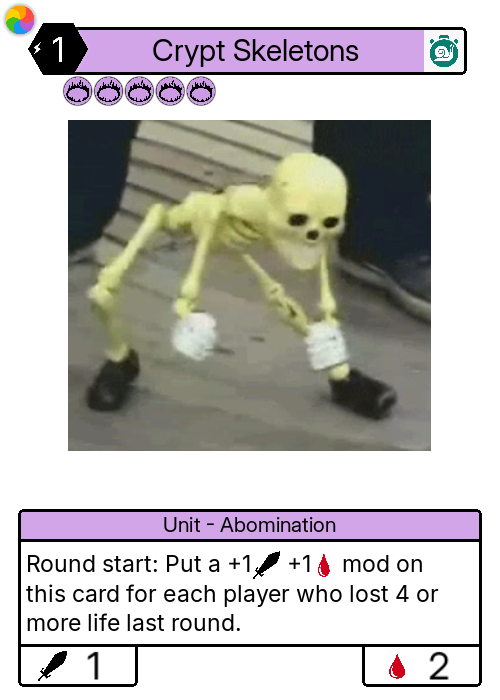 1
Crypt Skeletons
Unit - Abomination
Round start: Put a +1 +1 mod on
this card for each player who lost 4 or
more life last round.
1
2